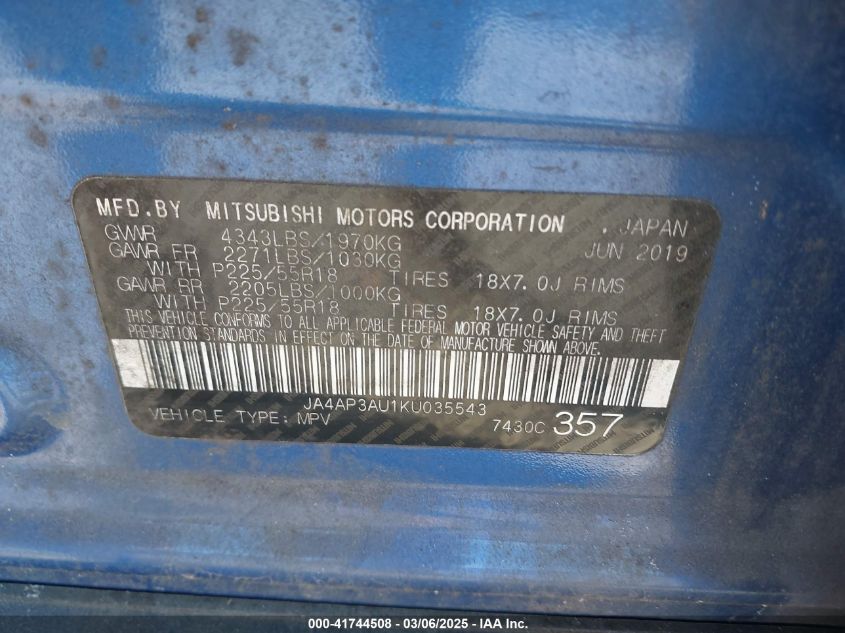 MFD.BY MITSUBISHI MOTORS CORPORATION . JAPAN
GVWR 4343LBS/1970KG JUN 2019
GAWR FR 2271LBS/1030KG
WITH P225/55R18 TIRES 18X7.0J RIMS
GAWR RR 2205LBS/1000KG
WITH P225/55R18 TIRES 18X7.0J RIMS
THIS VEHICLE CONFORMS TO ALL APPLICABLE FEDERAL MOTOR VEHICLE SAFETY AND THEFT
PREVENTION STANDARDS IN EFFECT ON THE DATE OF MANUFACTURE SHOWN ABOVE.
JA4AP3AU1KU035543
VEHICLE TYPE: MPV 7430C 357
000-41744508 — 03/06/2025 — IAA Inc.